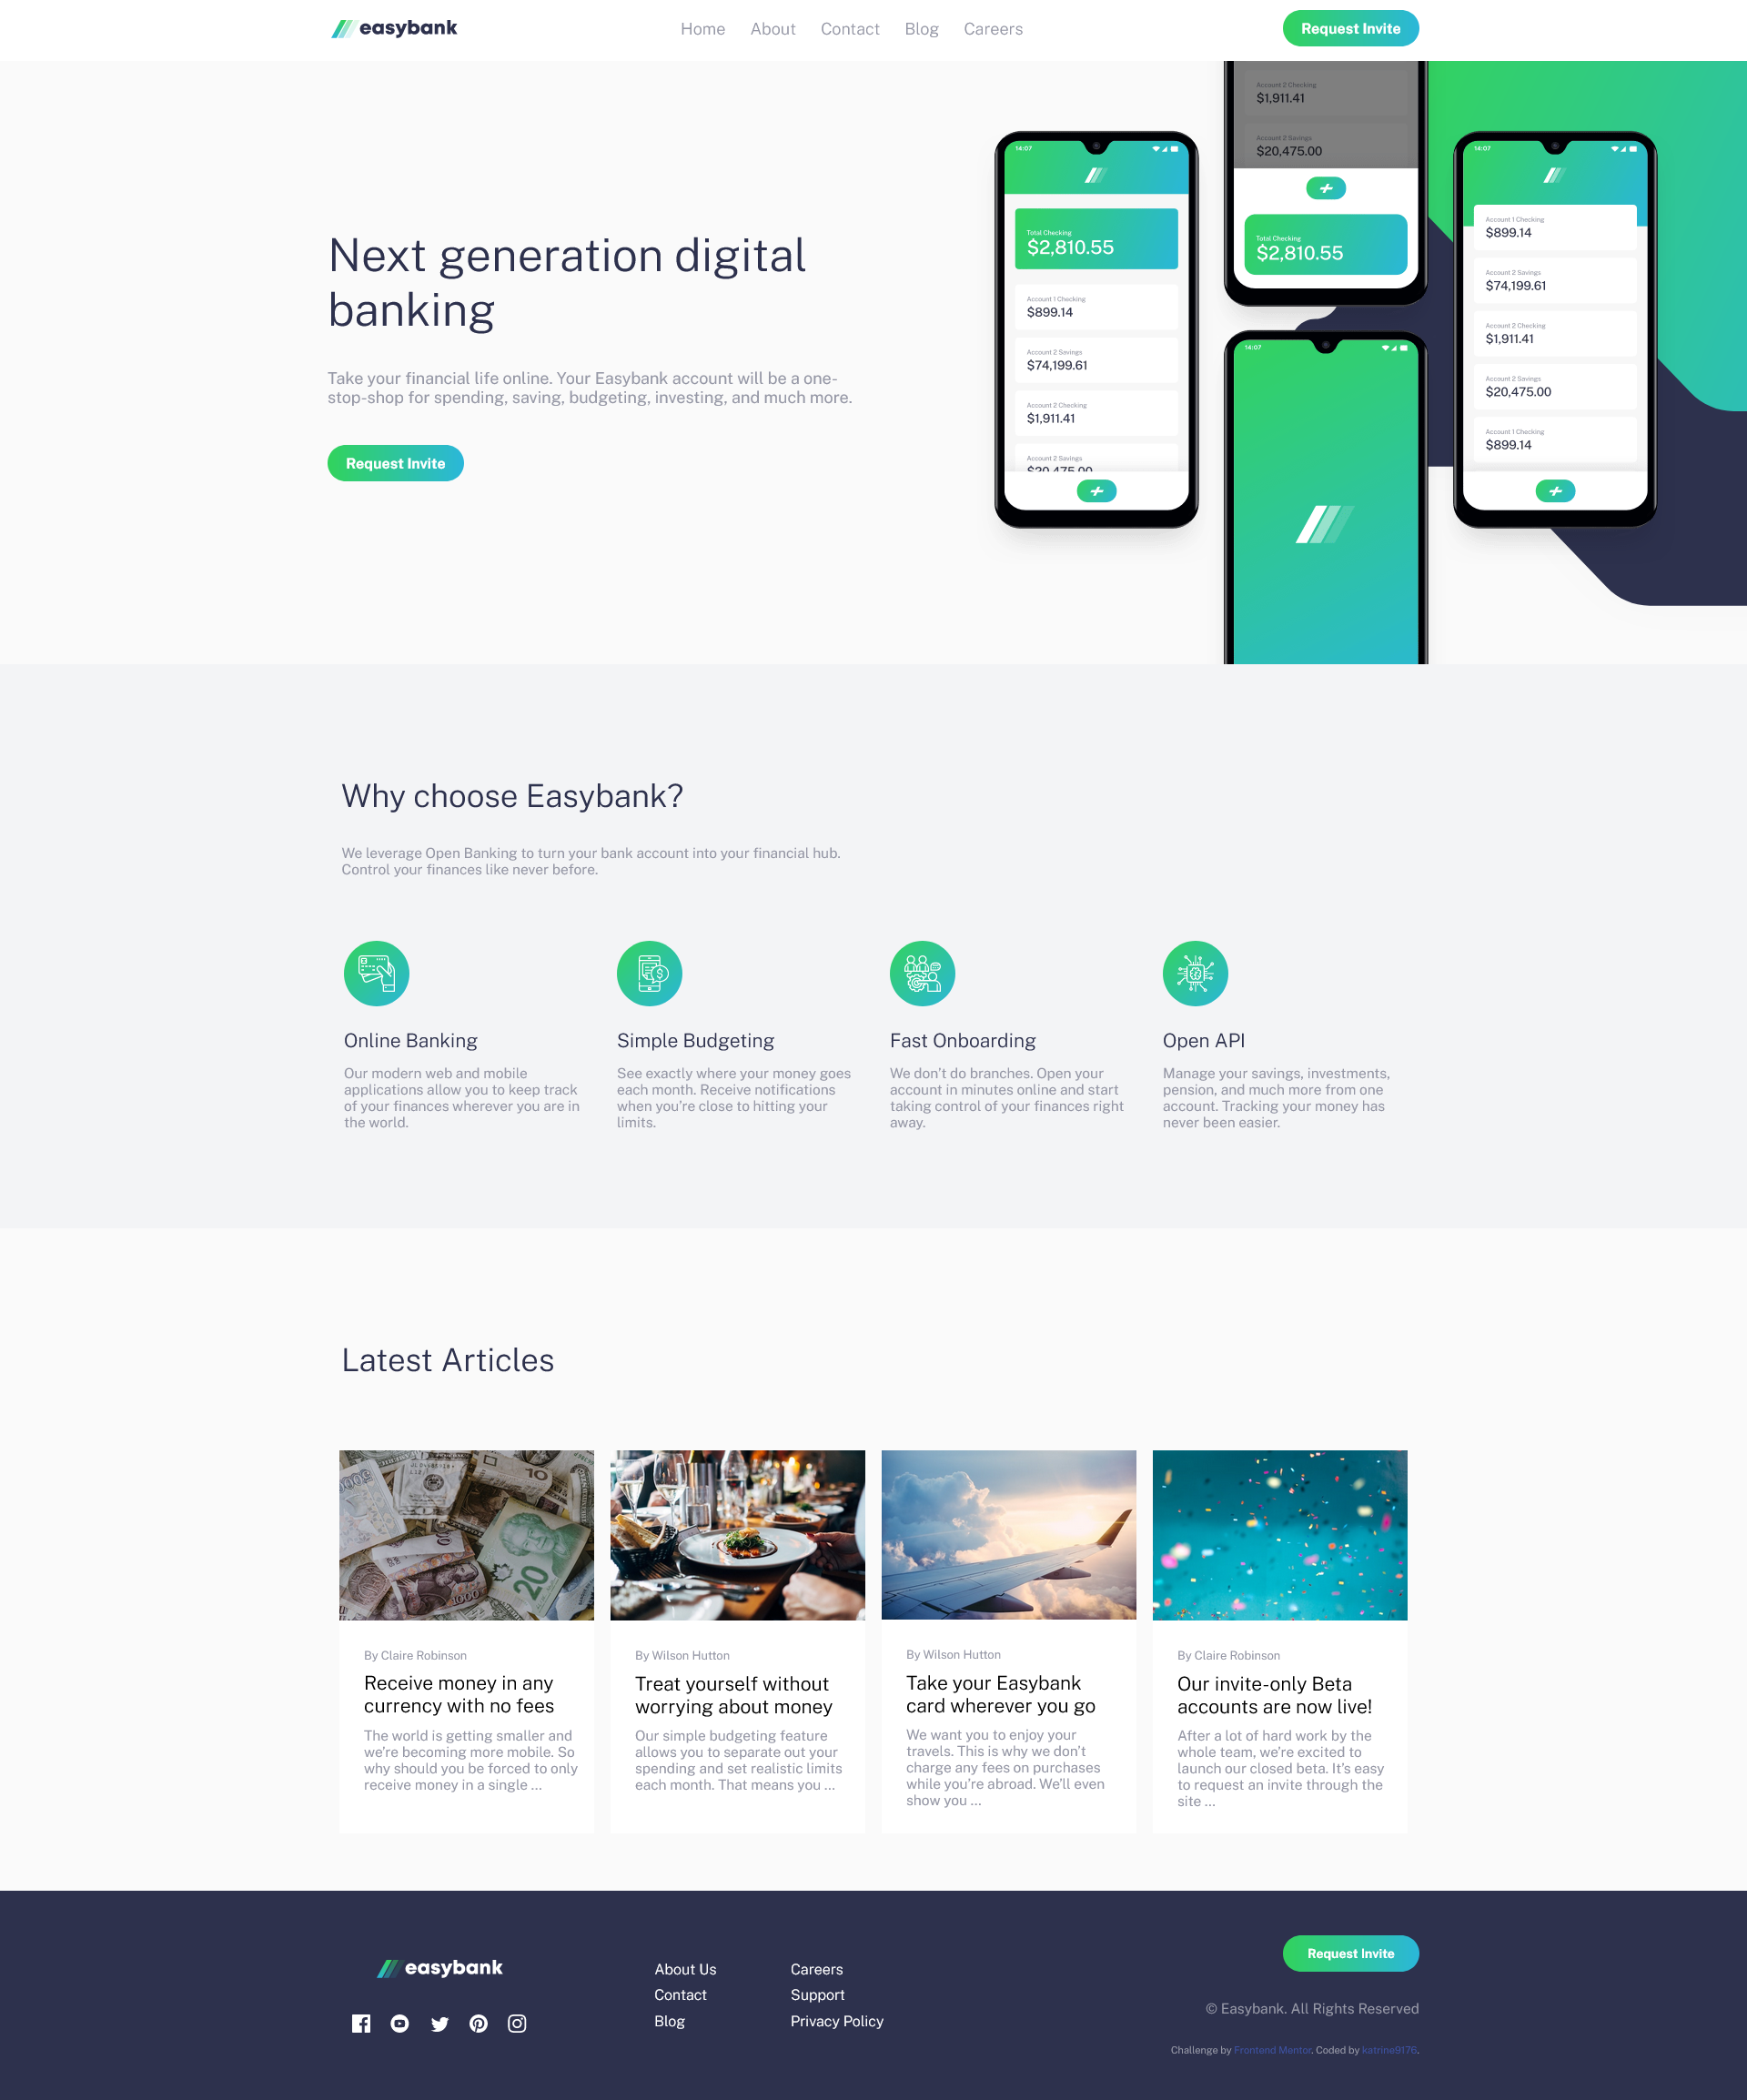 easybank
Home About Contact Blog Careers
Request Invite
Next generation digital
banking
Take your financial life online. Your Easybank account will be a one-
stop-shop for spending, saving, budgeting, investing, and much more.
Request Invite
14:07
Total Checking
$2,810.55
Account 1 Checking
$899.14
Account 2 Savings
$74,199.61
Account 2 Checking
$1,911.41
Account 2 Savings
$20,475.00
Account 2 Checking
$1,911.41
Account 2 Savings
$20,475.00
Total Checking
$2,810.55
14:07
14:07
Account 1 Checking
$899.14
Account 2 Savings
$74,199.61
Account 2 Checking
$1,911.41
Account 2 Savings
$20,475.00
Account 1 Checking
$899.14
Why choose Easybank?
We leverage Open Banking to turn your bank account into your financial hub.
Control your finances like never before.
Online Banking
Our modern web and mobile
applications allow you to keep track
of your finances wherever you are in
the world.
Simple Budgeting
See exactly where your money goes
each month. Receive notifications
when you’re close to hitting your
limits.
Fast Onboarding
We don’t do branches. Open your
account in minutes online and start
taking control of your finances right
away.
Open API
Manage your savings, investments,
pension, and much more from one
account. Tracking your money has
never been easier.
Latest Articles
10
20
1000
By Claire Robinson
Receive money in any
currency with no fees
The world is getting smaller and
we’re becoming more mobile. So
why should you be forced to only
receive money in a single …
By Wilson Hutton
Treat yourself without
worrying about money
Our simple budgeting feature
allows you to separate out your
spending and set realistic limits
each month. That means you …
By Wilson Hutton
Take your Easybank
card wherever you go
We want you to enjoy your
travels. This is why we don’t
charge any fees on purchases
while you’re abroad. We’ll even
show you …
By Claire Robinson
Our invite-only Beta
accounts are now live!
After a lot of hard work by the
whole team, we’re excited to
launch our closed beta. It’s easy
to request an invite through the
site …
easybank
About Us
Contact
Blog
Careers
Support
Privacy Policy
Request Invite
© Easybank. All Rights Reserved
Challenge by Frontend Mentor. Coded by katrine9176.